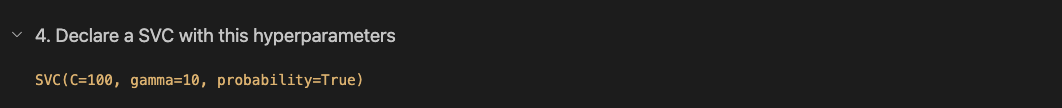 4. Declare a SVC with this hyperparameters
SVC(C=100, gamma=10, probability=True)